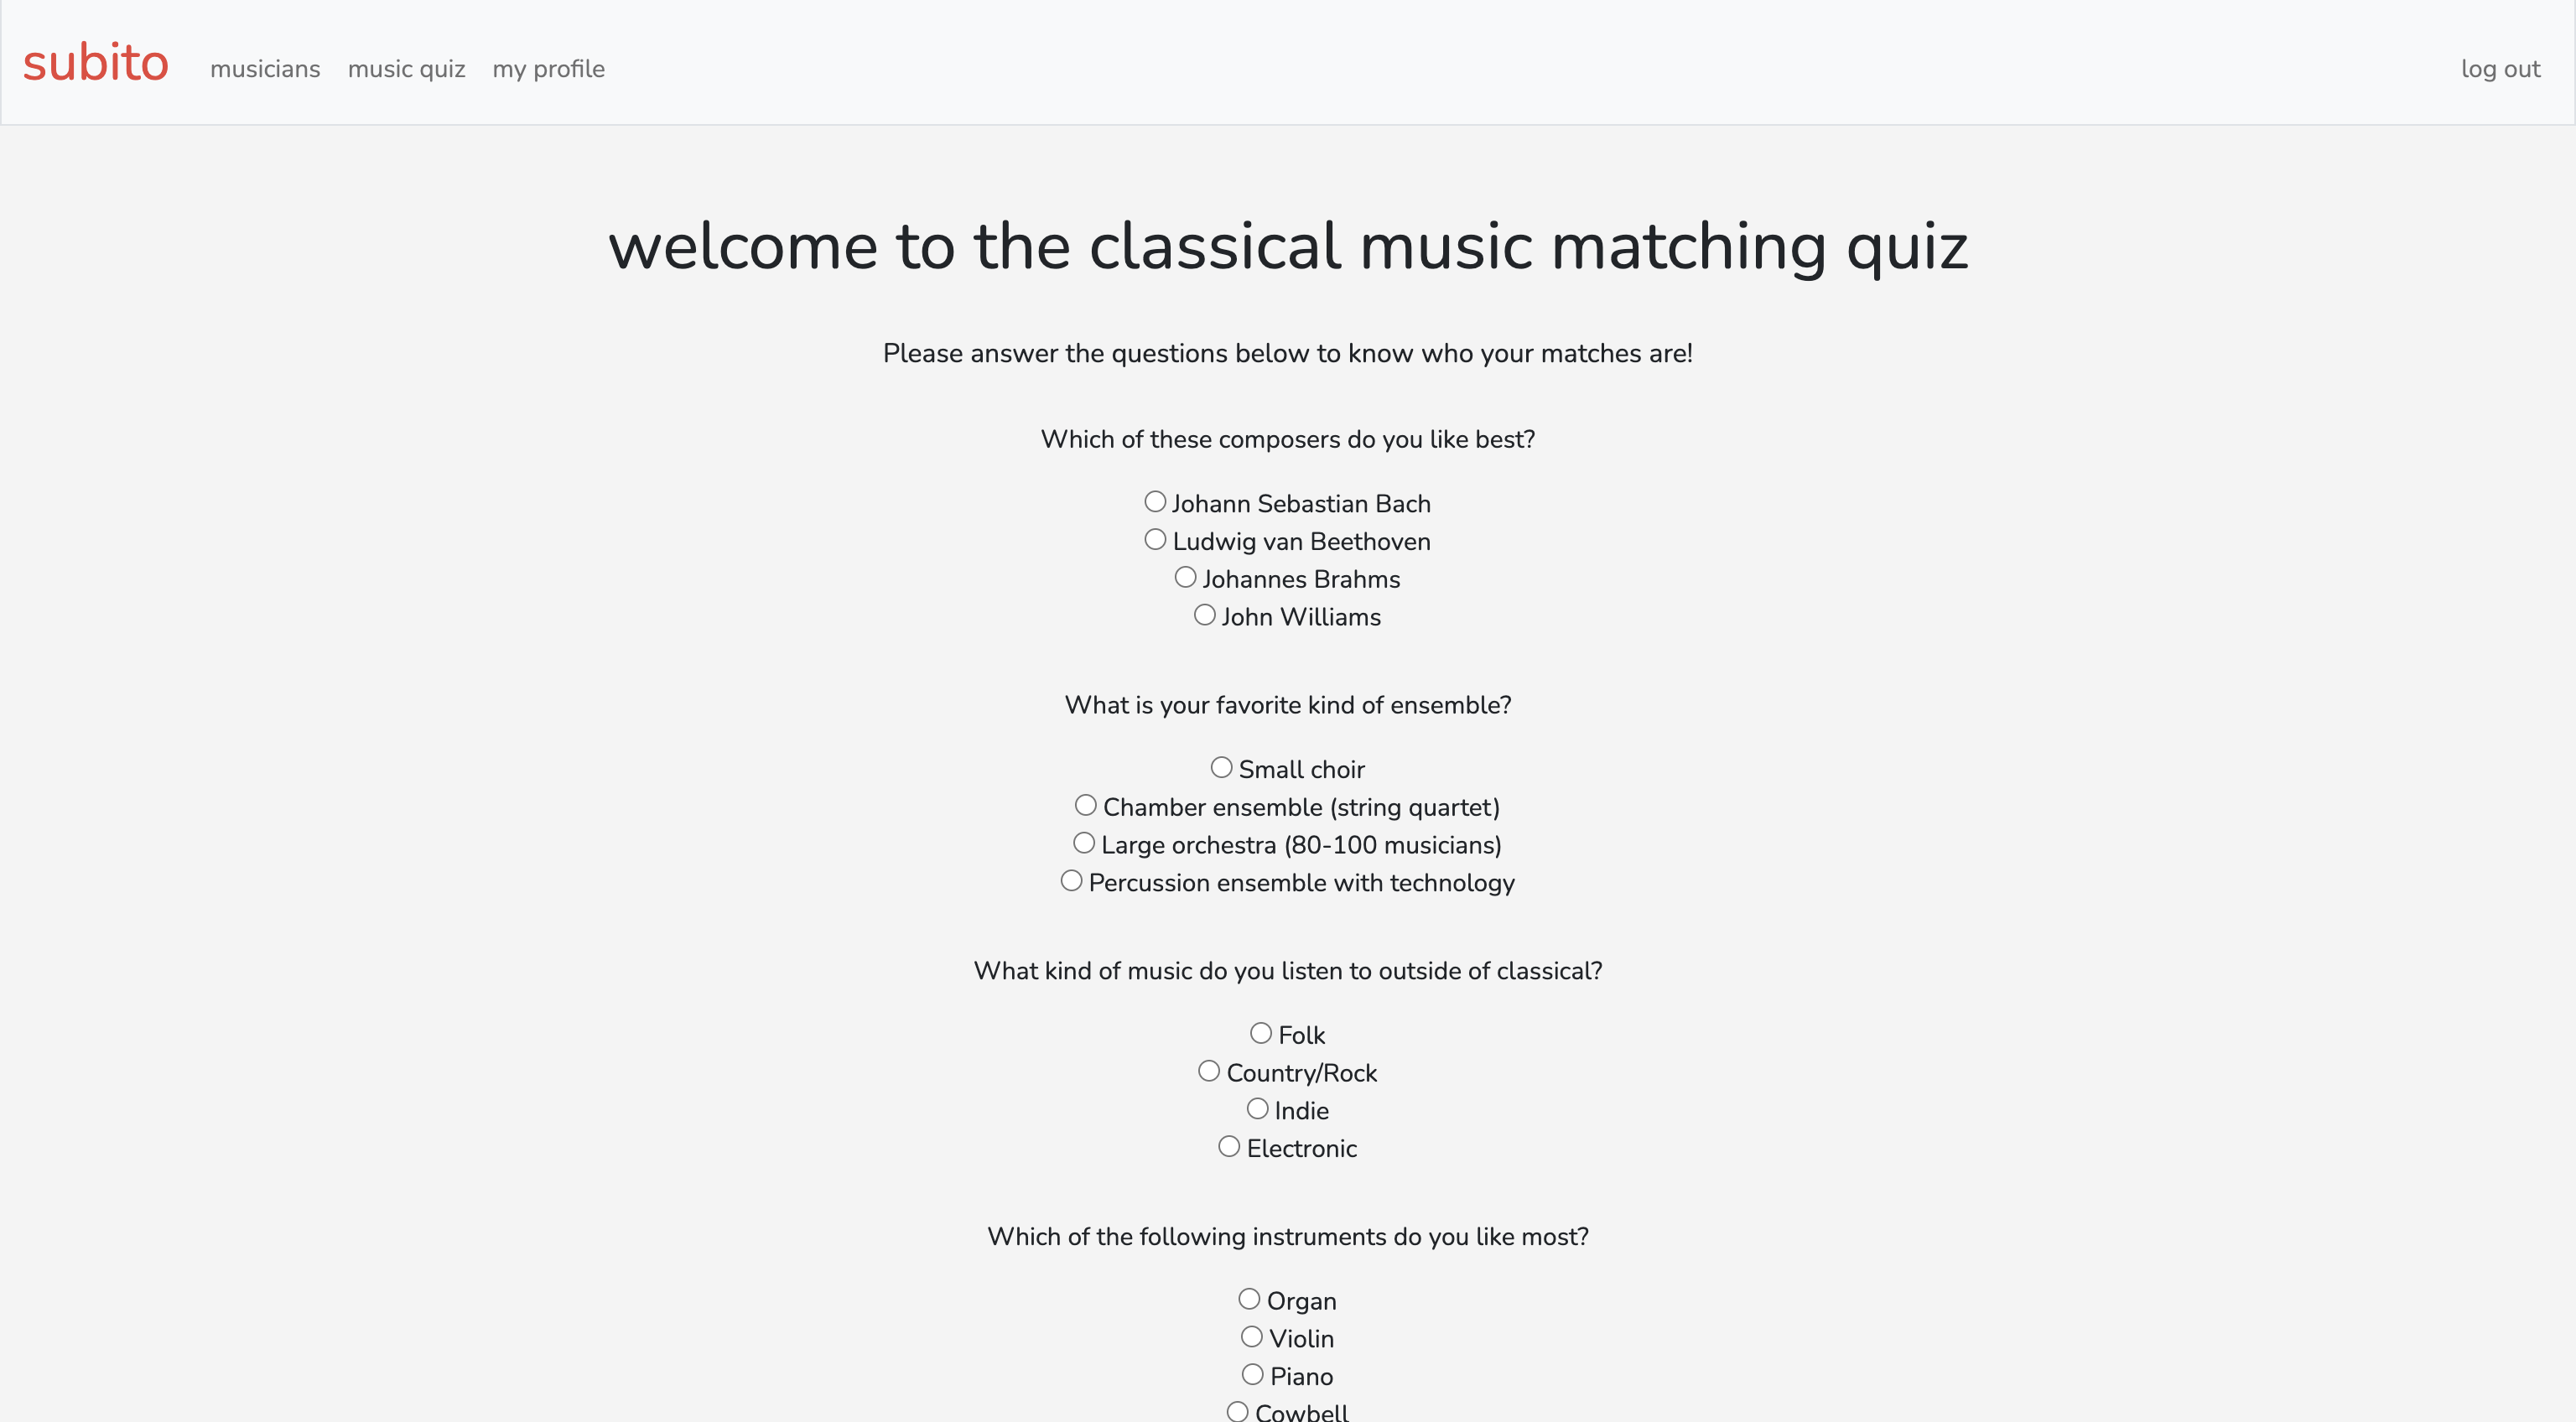 subito musicians music quiz my profile log out
welcome to the classical music matching quiz
Please answer the questions below to know who your matches are!
Which of these composers do you like best?
Johann Sebastian Bach
Ludwig van Beethoven
Johannes Brahms
John Williams
What is your favorite kind of ensemble?
Small choir
Chamber ensemble (string quartet)
Large orchestra (80-100 musicians)
Percussion ensemble with technology
What kind of music do you listen to outside of classical?
Folk
Country/Rock
Indie
Electronic
Which of the following instruments do you like most?
Organ
Violin
Piano
Cowbell